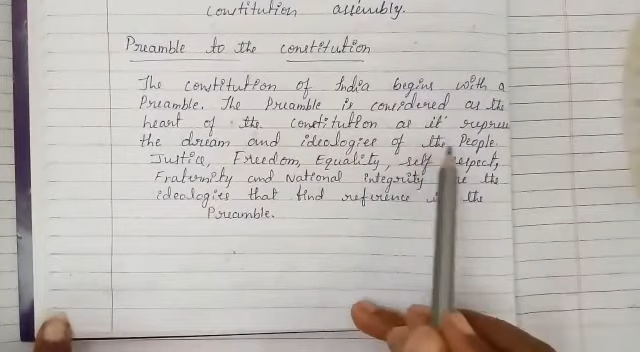 constitution assembly.
Preamble to the constitution
The constitution of India begins with a
Preamble. The Preamble is considered as the
heart of the constitution as it
the dream and ideologies of the People.
Justice, Freedom, Equality, self respect,
Fraternity and National integrity are the
ideologies that find reference in the
Preamble.